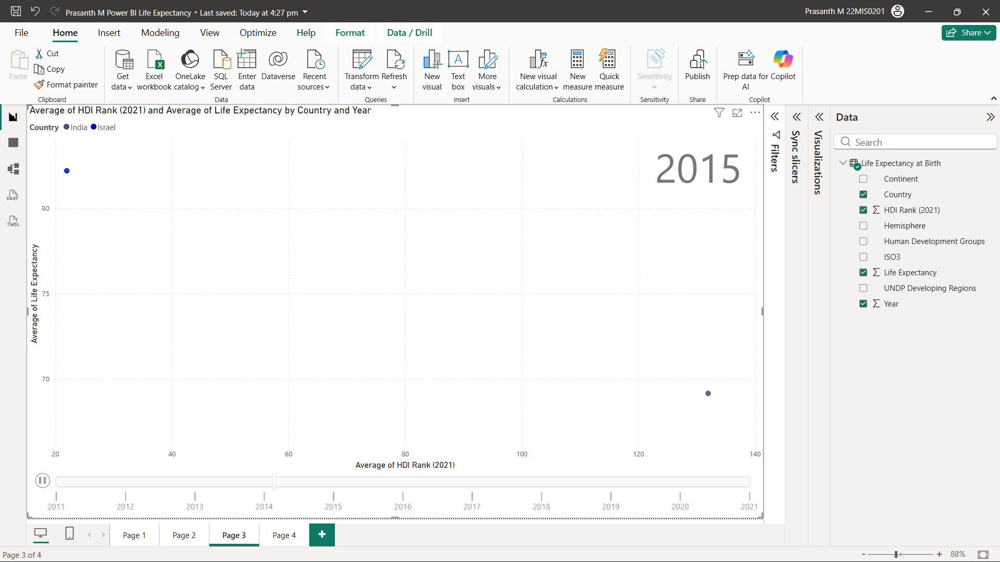 Prasanth M Power BI Life Expectancy • Last saved: Today at 4:27 pm
Prasanth M 22MIS0201
File Home Insert Modeling View Optimize Help Format Data / Drill
Share
Paste
Cut
Copy
Format painter
Clipboard
Get data
Excel workbook
OneLake catalog
SQL Server
Enter data
Dataverse
Recent sources
Data
Transform data
Refresh
Queries
New visual
Text box
More visuals
Insert
New visual calculation
New measure
Quick measure
Calculations
Sensitivity
Sensitivity
Publish
Share
Prep data for AI
Copilot
Copilot
DAX
TMDL
Average of HDI Rank (2021) and Average of Life Expectancy by Country and Year
Country India Israel
2015
80
75
70
Average of Life Expectancy
20 40 60 80 100 120 140
Average of HDI Rank (2021)
2011 2012 2013 2014 2015 2016 2017 2018 2019 2020 2021
Filters
Sync slicers
Visualizations
Data
Search
Life Expectancy at Birth
Continent
Country
Σ HDI Rank (2021)
Hemisphere
Human Development Groups
ISO3
Σ Life Expectancy
UNDP Developing Regions
Σ Year
Page 1 Page 2 Page 3 Page 4 +
Page 3 of 4
- + 88%